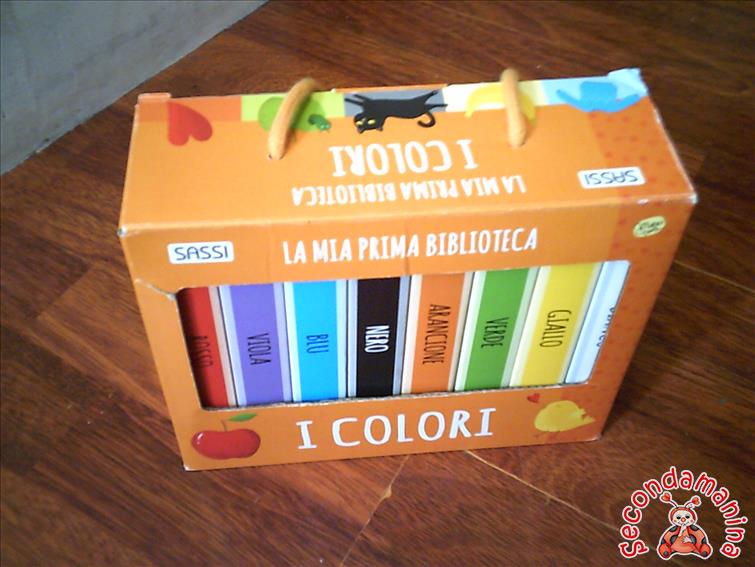 I COLORI
LA MIA PRIMA BIBLIOTECA
SASSI
SASSI
LA MIA PRIMA BIBLIOTECA
ROSSO
VIOLA
BLU
NERO
ARANCIONE
VERDE
GIALLO
BIANCO
I COLORI
secondamanina